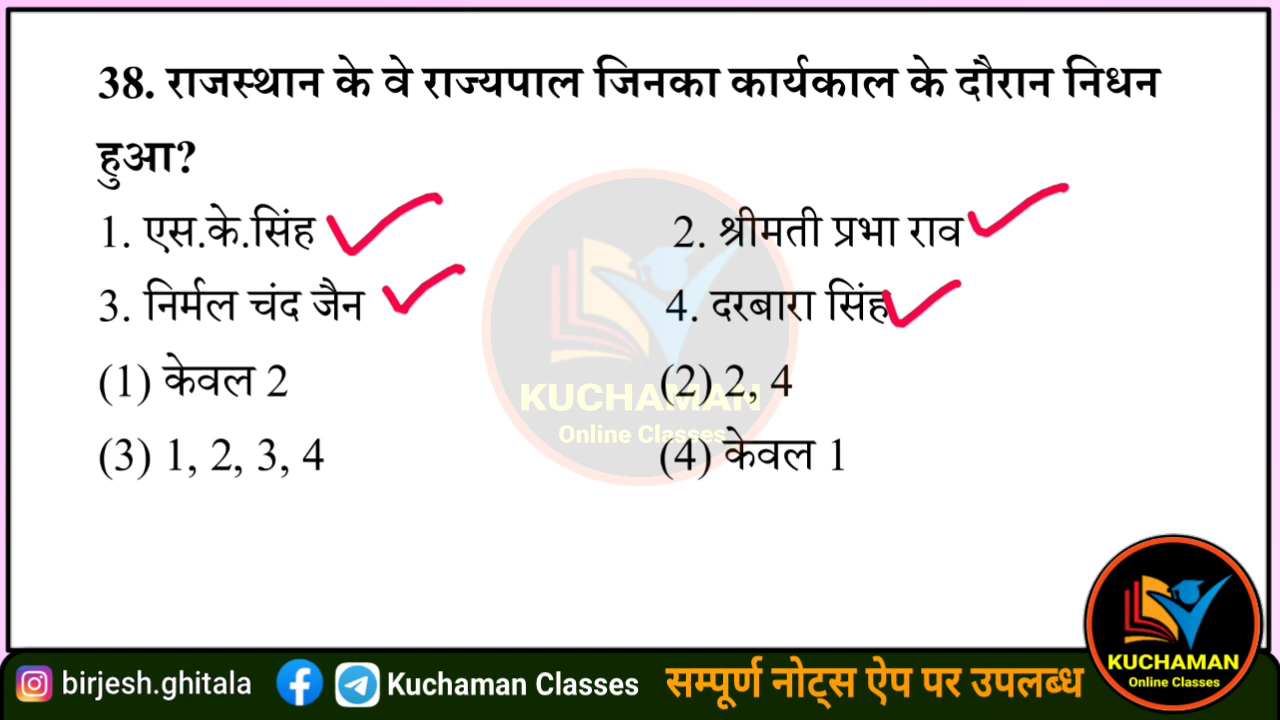 38. राजस्थान के वे राज्यपाल जिनका कार्यकाल के दौरान निधन
हुआ?
1. एस.के.सिंह 2. श्रीमती प्रभा राव
3. निर्मल चंद जैन 4. दरबारा सिंह
(1) केवल 2 (2) 2, 4
(3) 1, 2, 3, 4 (4) केवल 1
KUCHAMAN
Online Classes
KUCHAMAN
Online Classes
birjesh.ghitala Kuchaman Classes सम्पूर्ण नोट्स ऐप पर उपलब्ध